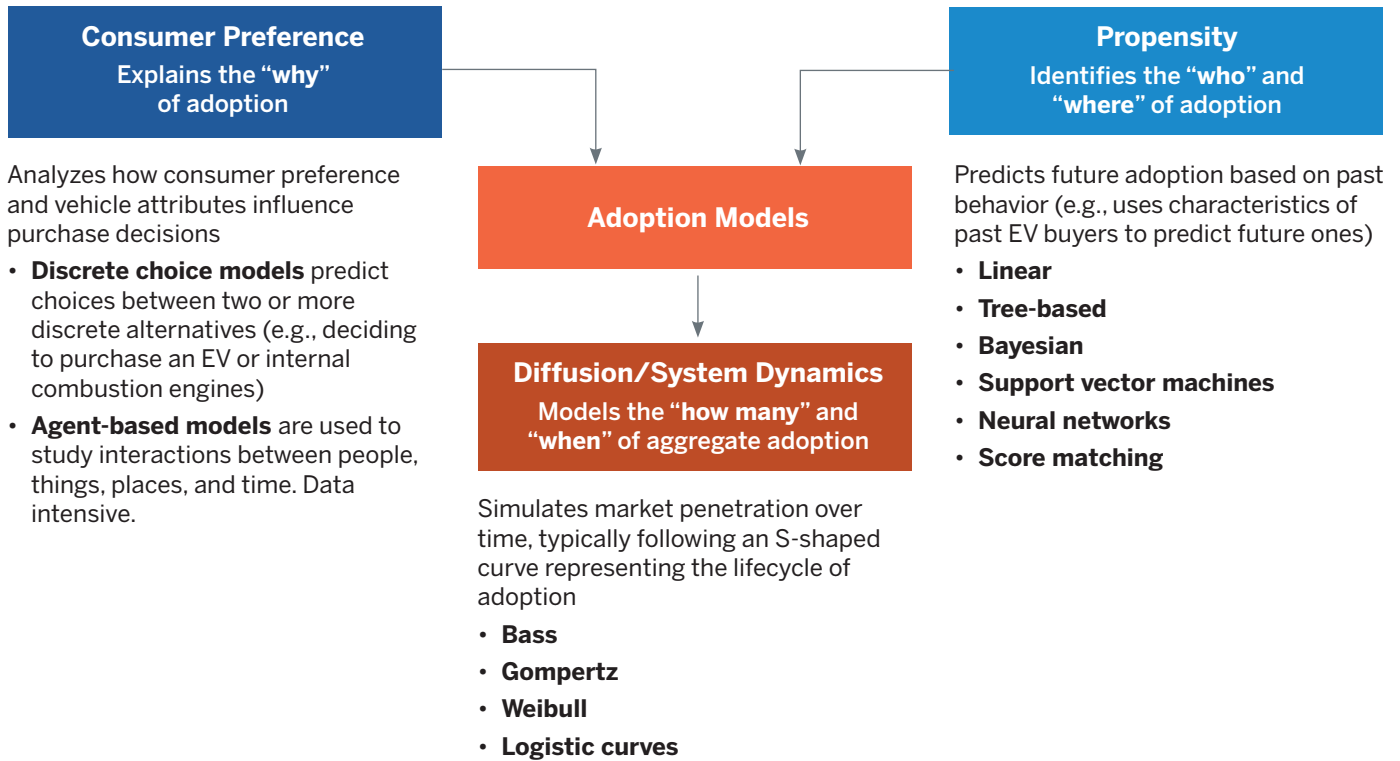 Consumer Preference
Explains the “why”
of adoption
Analyzes how consumer preference
and vehicle attributes influence
purchase decisions
• Discrete choice models predict
choices between two or more
discrete alternatives (e.g., deciding
to purchase an EV or internal
combustion engines)
• Agent-based models are used to
study interactions between people,
things, places, and time. Data
intensive.
Adoption Models
Diffusion/System Dynamics
Models the “how many” and
“when” of aggregate adoption
Simulates market penetration over
time, typically following an S-shaped
curve representing the lifecycle of
adoption
• Bass
• Gompertz
• Weibull
• Logistic curves
Propensity
Identifies the “who” and
“where” of adoption
Predicts future adoption based on past
behavior (e.g., uses characteristics of
past EV buyers to predict future ones)
• Linear
• Tree-based
• Bayesian
• Support vector machines
• Neural networks
• Score matching